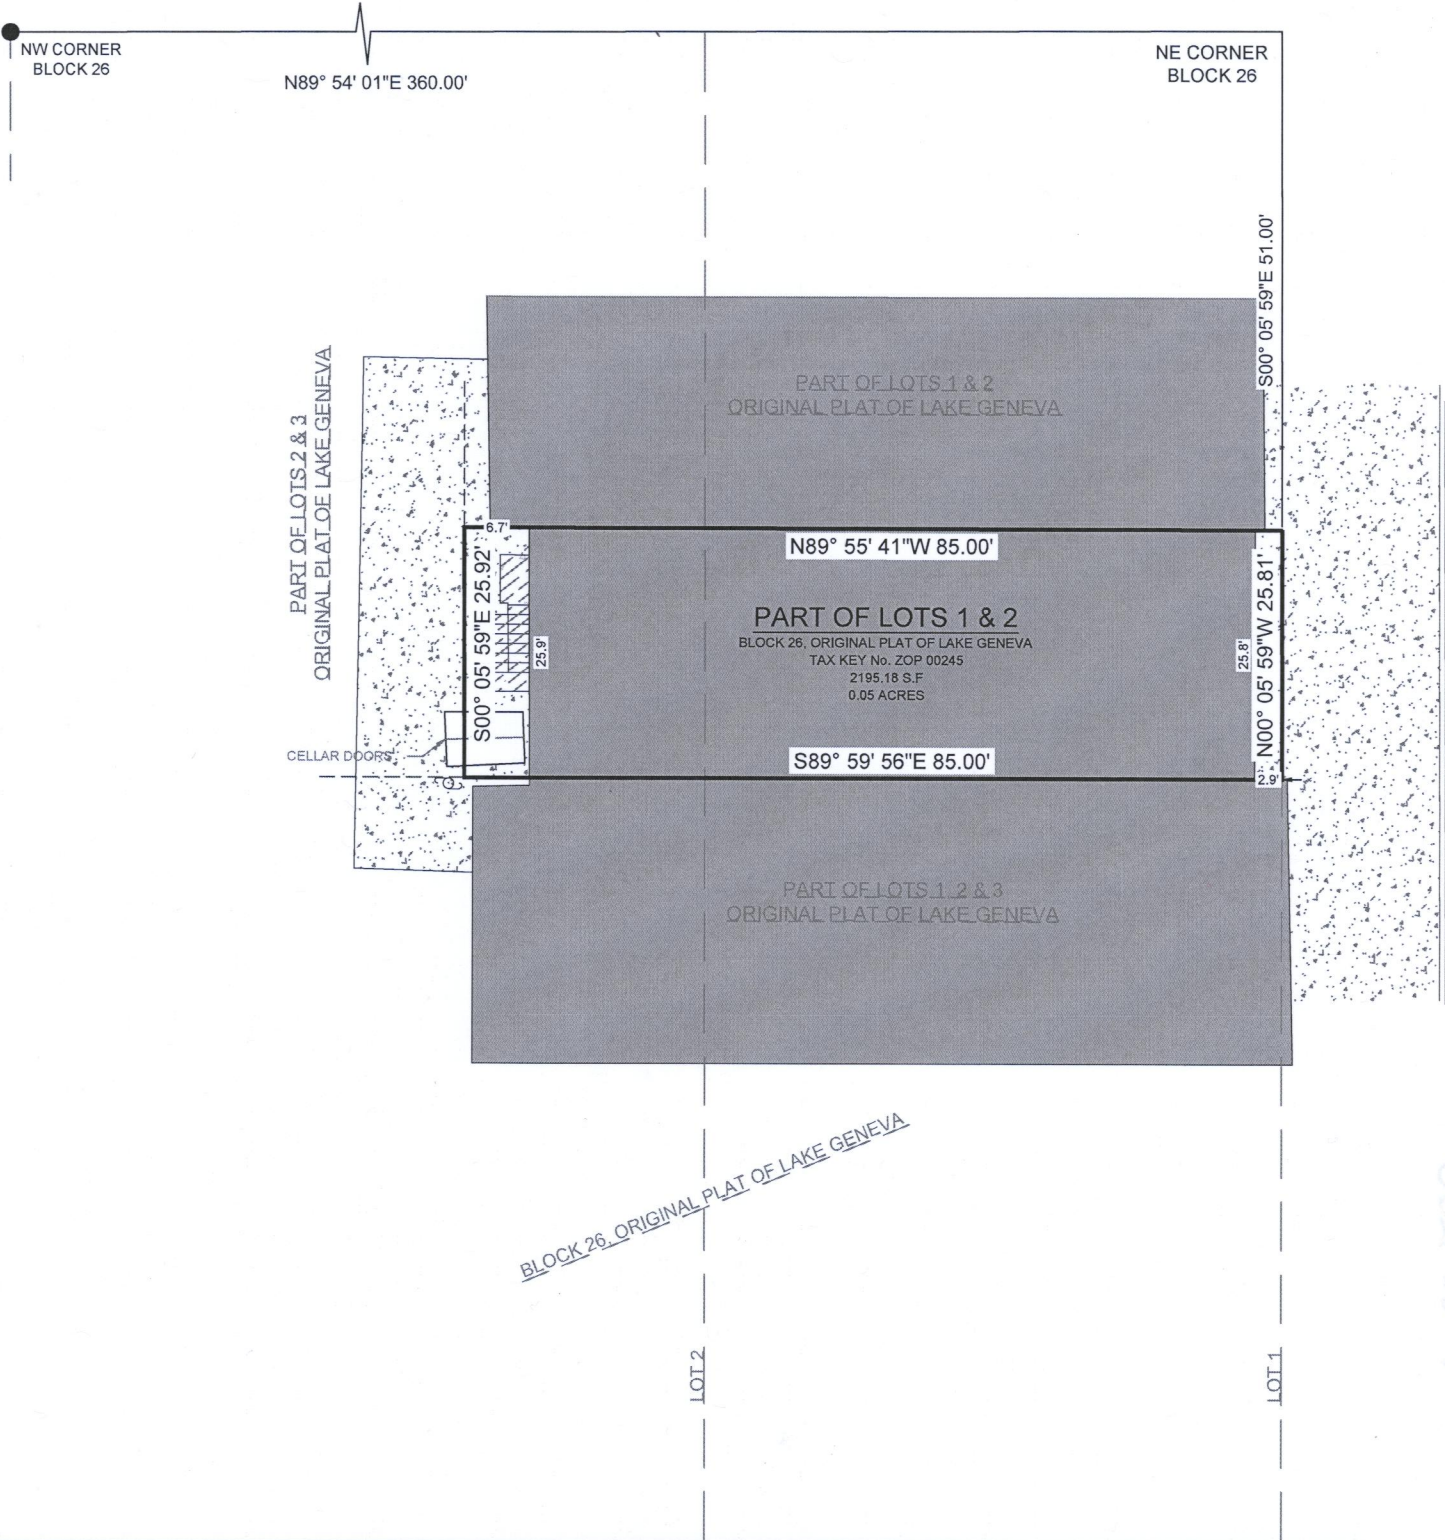 NW CORNER
BLOCK 26
N89° 54' 01"E 360.00'
NE CORNER
BLOCK 26
S00° 05' 59"E 51.00'
PART OF LOTS 2 & 3
ORIGINAL PLAT OF LAKE GENEVA
PART OF LOTS 1 & 2
ORIGINAL PLAT OF LAKE GENEVA
6.7'
N89° 55' 41"W 85.00'
S00° 05' 59"E 25.92'
25.9'
PART OF LOTS 1 & 2
BLOCK 26, ORIGINAL PLAT OF LAKE GENEVA
TAX KEY No. ZOP 00245
2195.18 S.F
0.05 ACRES
25.8'
N00° 05' 59"W 25.81'
CELLAR DOORS
S89° 59' 56"E 85.00'
2.9'
PART OF LOTS 1 2 & 3
ORIGINAL PLAT OF LAKE GENEVA
BLOCK 26, ORIGINAL PLAT OF LAKE GENEVA
LOT 2
LOT 1